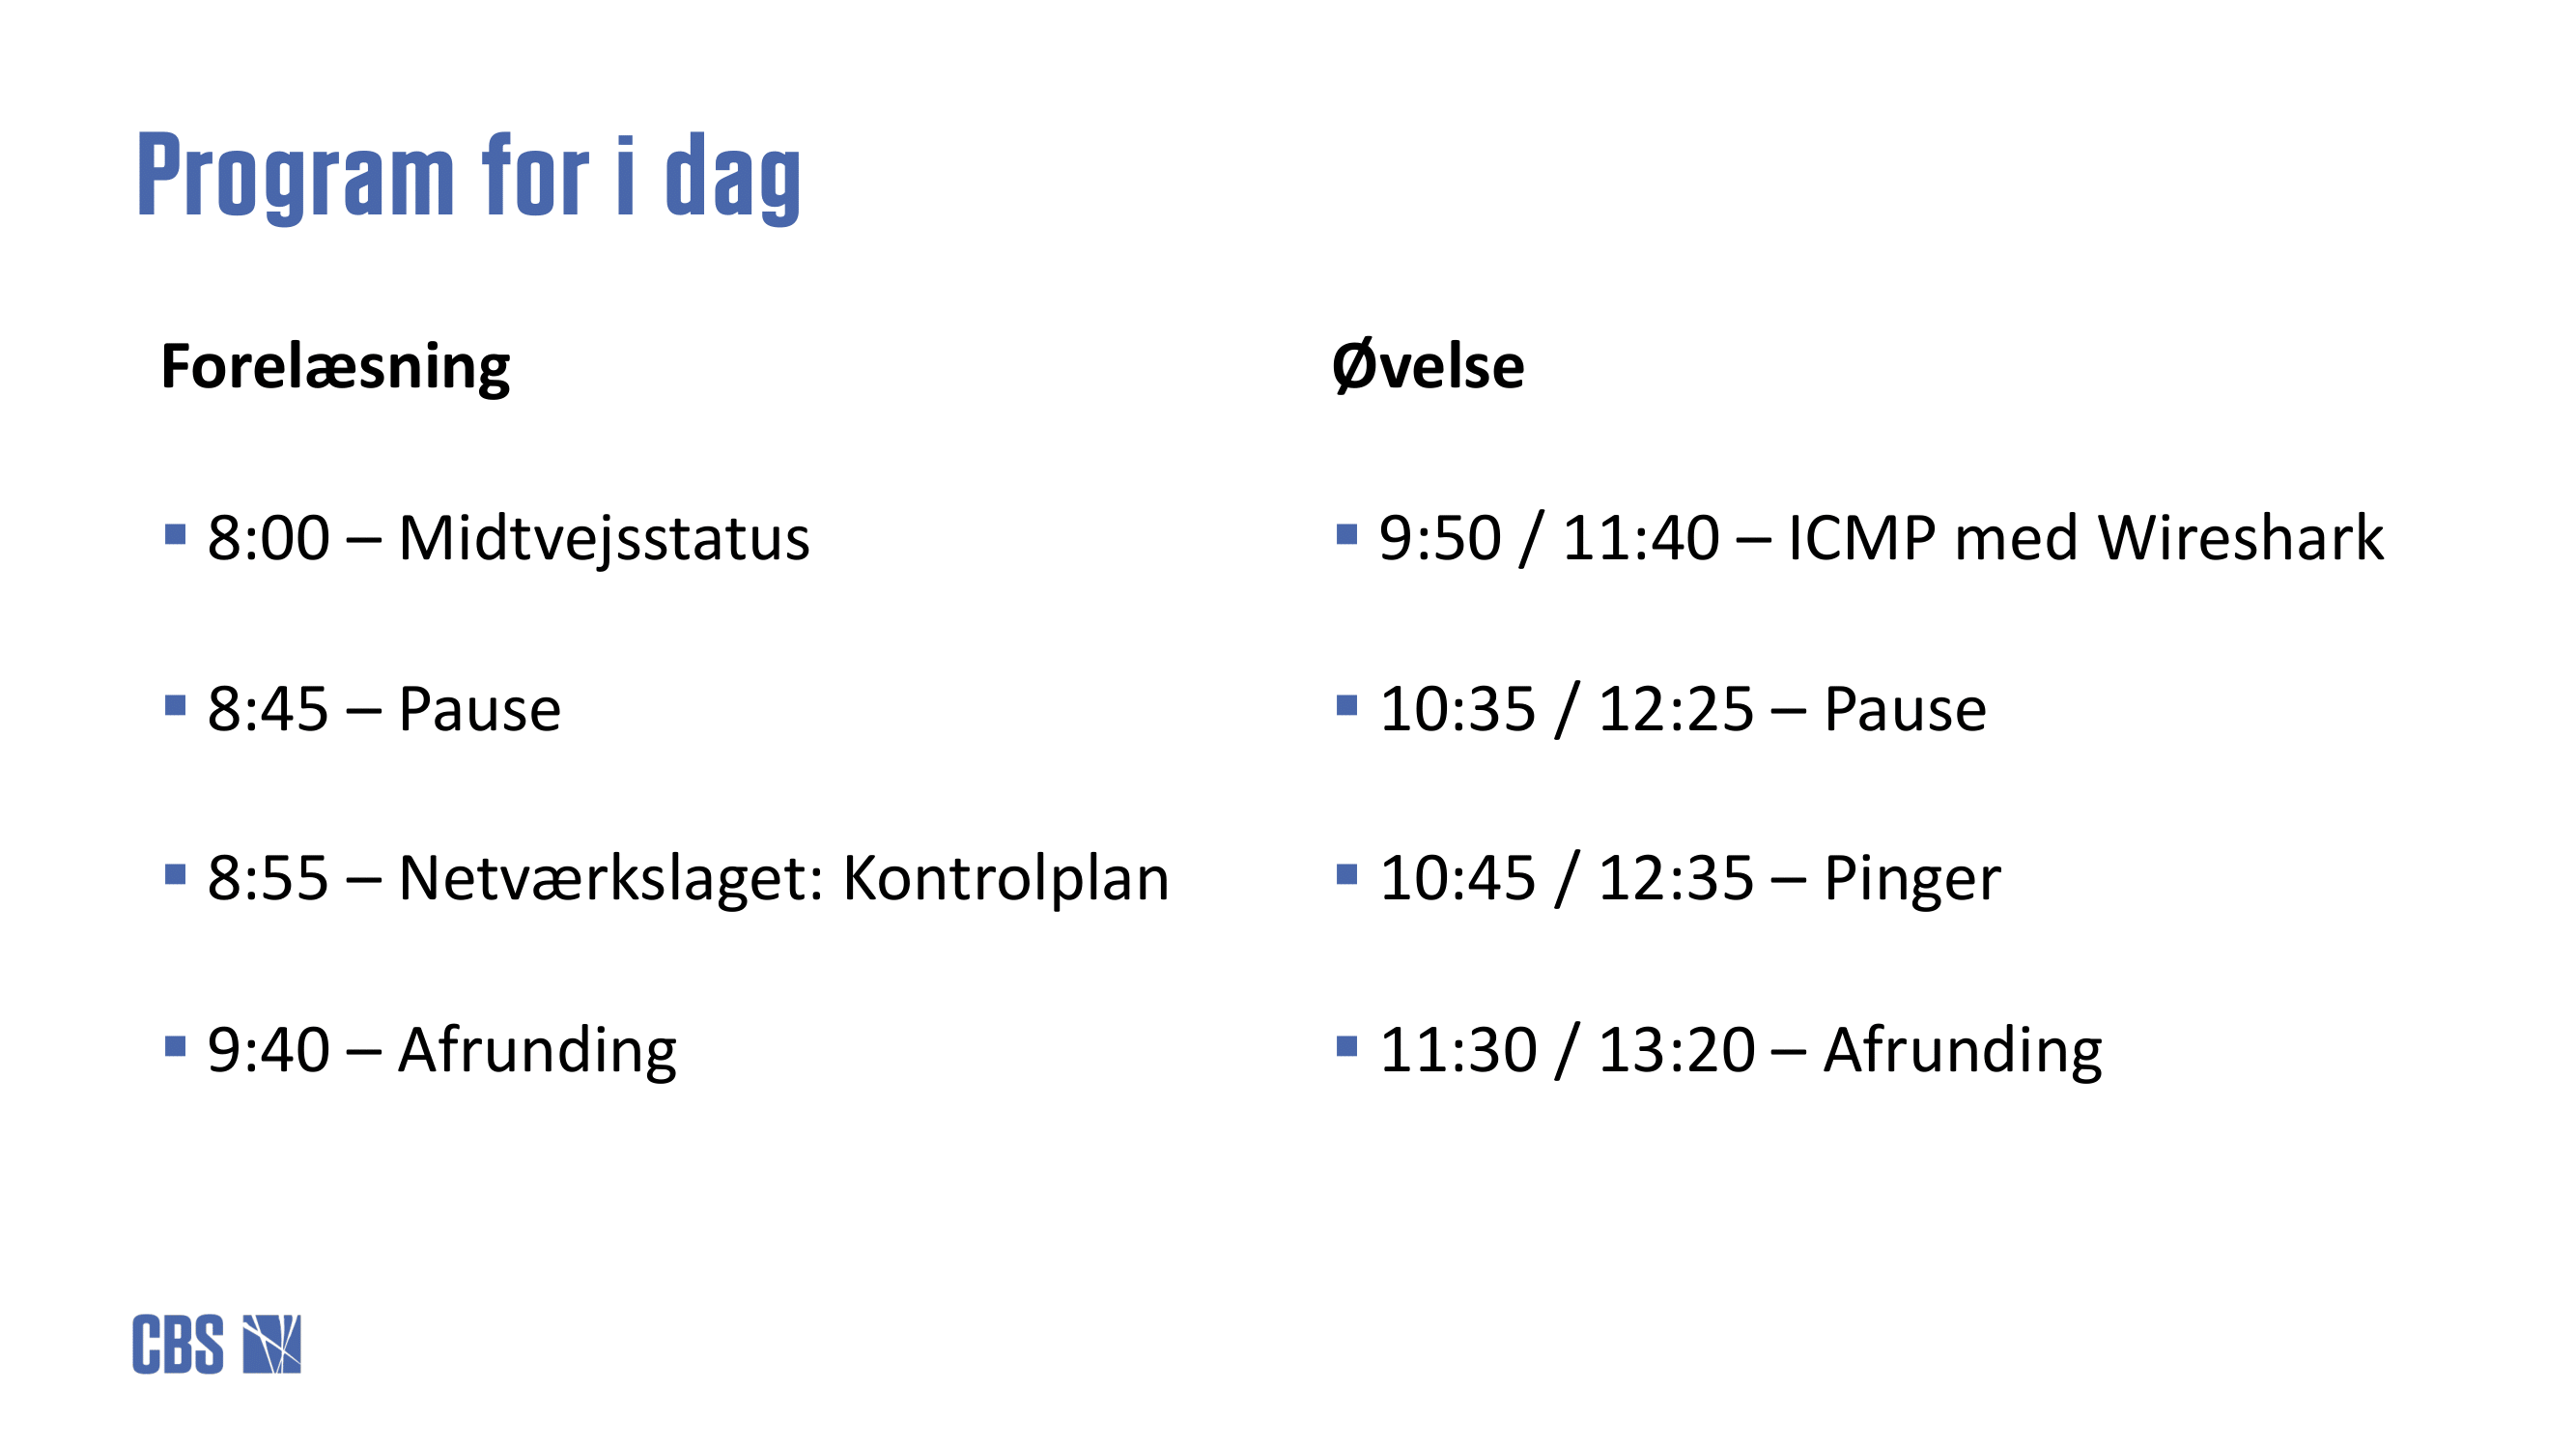 Program for i dag
Forelæsning
▪ 8:00 – Midtvejsstatus
▪ 8:45 – Pause
▪ 8:55 – Netværkslaget: Kontrolplan
▪ 9:40 – Afrunding
Øvelse
▪ 9:50 / 11:40 – ICMP med Wireshark
▪ 10:35 / 12:25 – Pause
▪ 10:45 / 12:35 – Pinger
▪ 11:30 / 13:20 – Afrunding
CBS